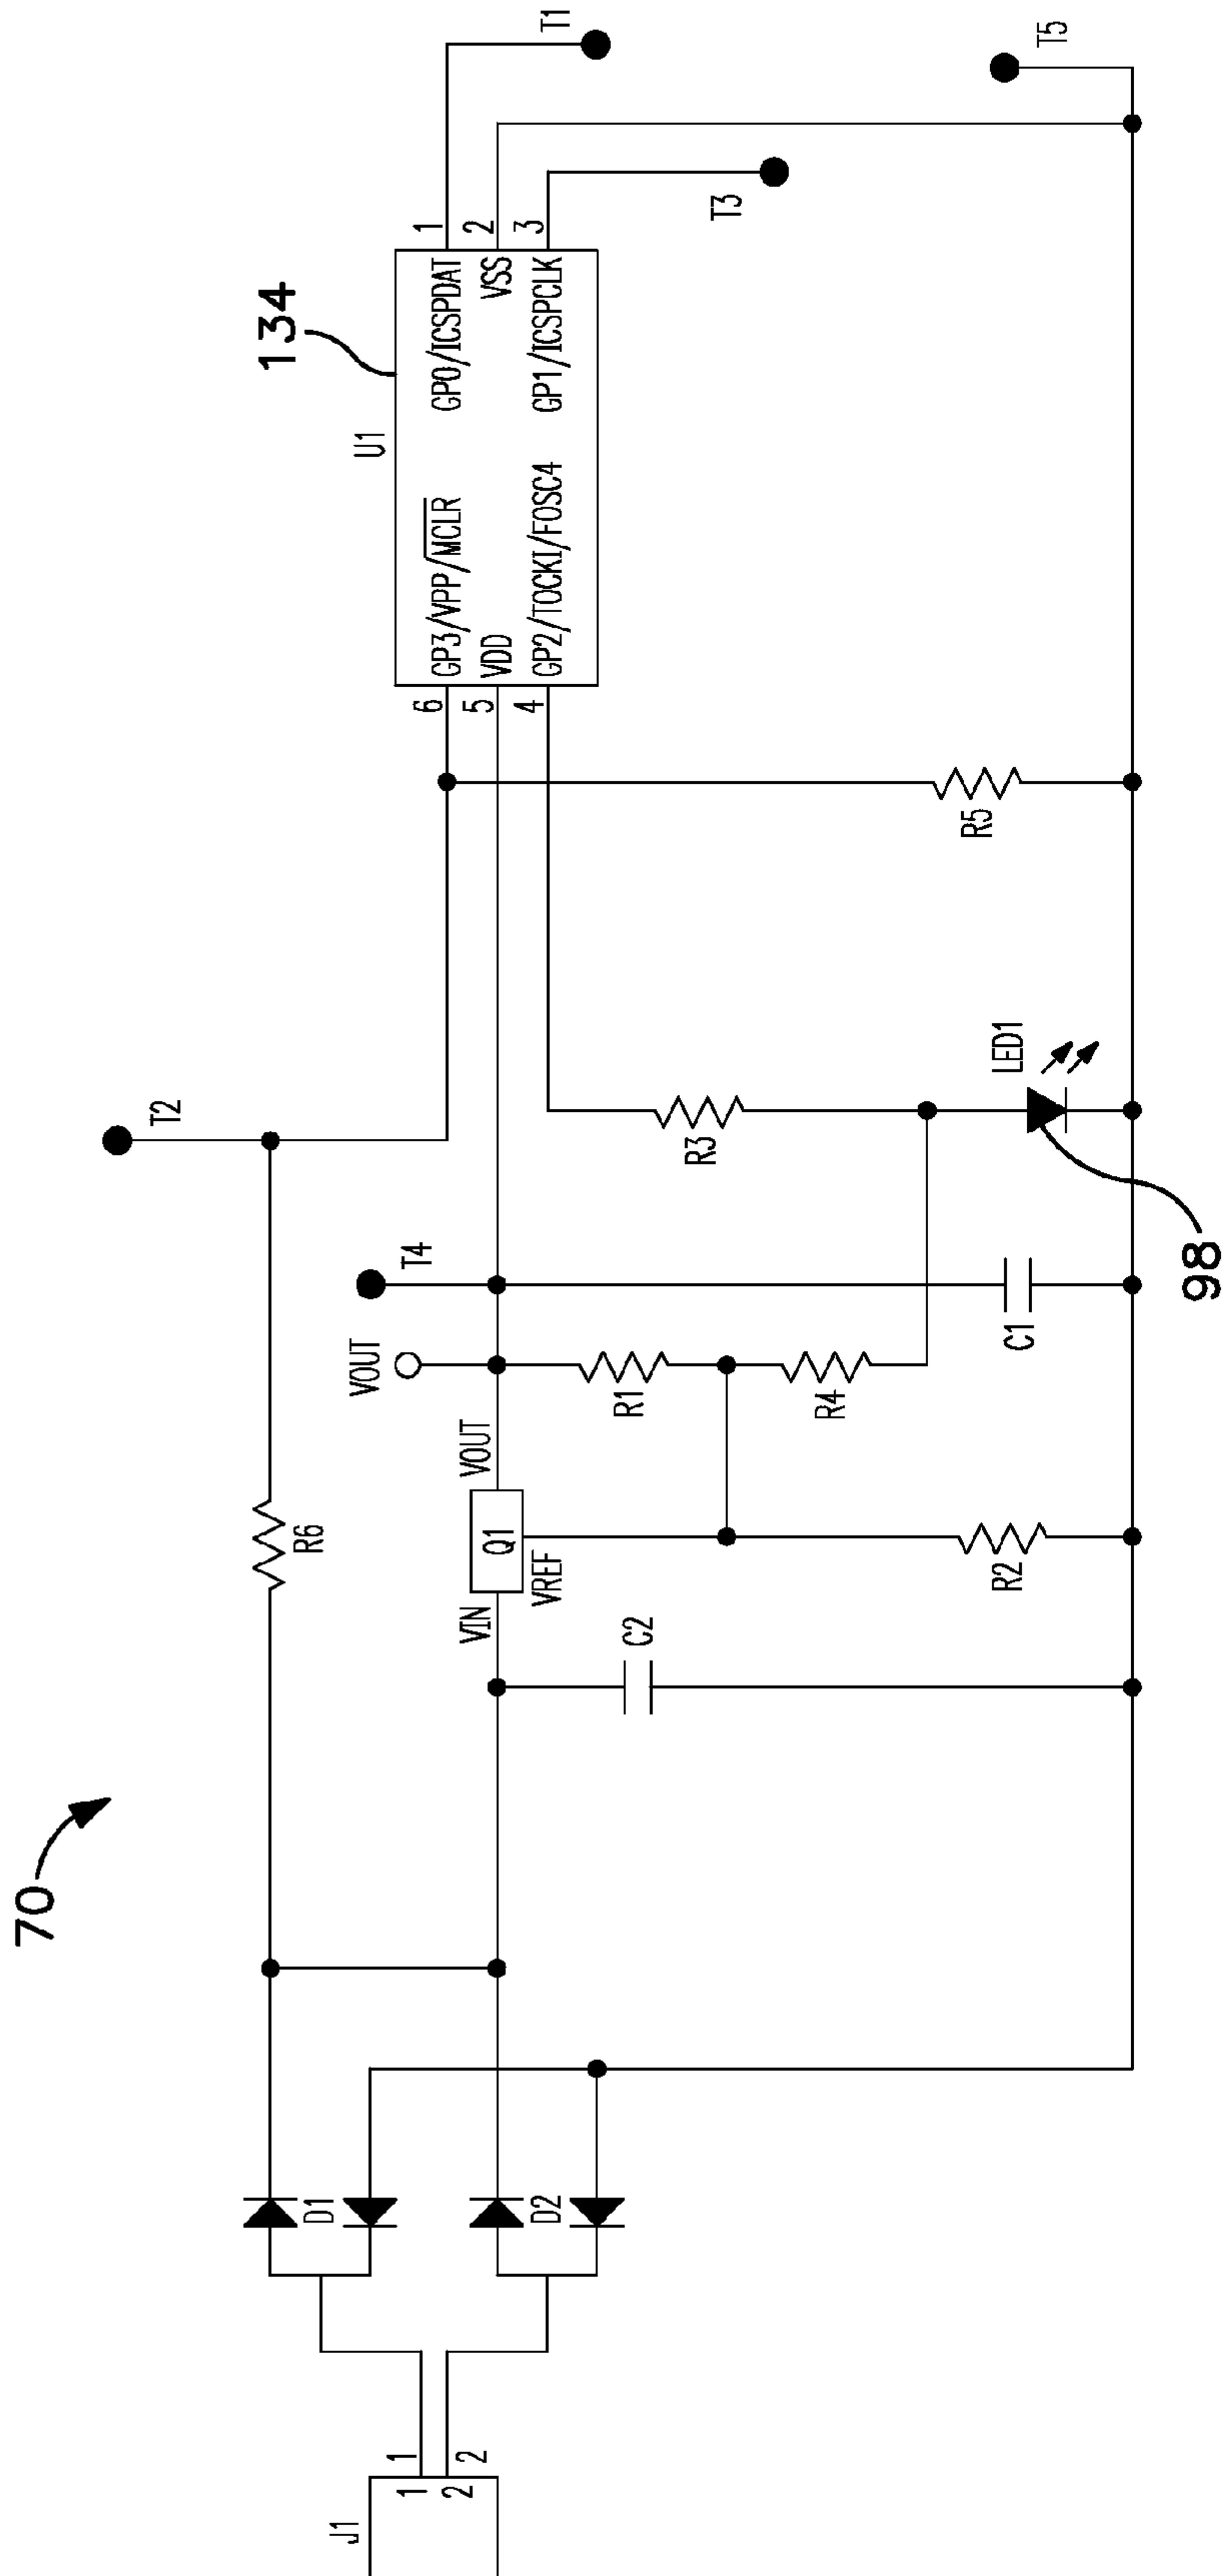 70
J1
1
1
2
2
D1
D2
R6
T2
C2
VIN
Q1
VREF
VOUT
VOUT
R2
R1
R4
T4
C1
R3
LED1
98
R5
134
U1
6
GP3/VPP/MCLR
GP0/ICSPDAT
1
5
VDD
VSS
2
4
GP2/TOCKI/FOSC4
GP1/ICSPCLK
3
T1
T3
T5